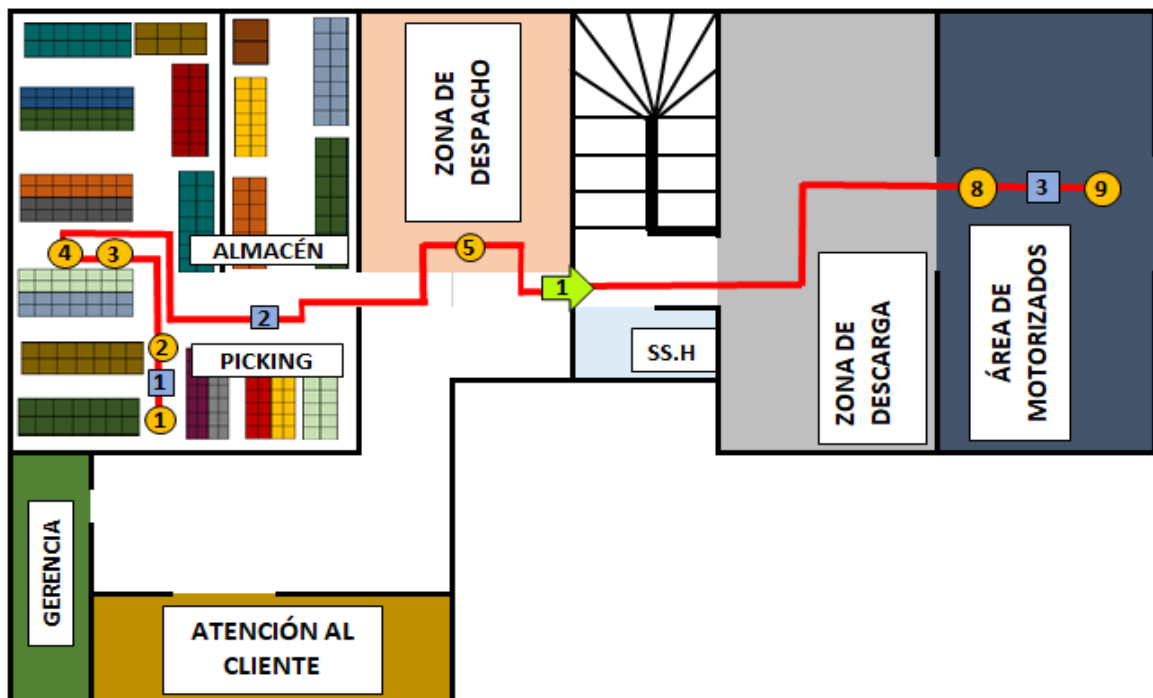 ZONA DE
DESPACHO
8
3
9
4
3
ALMACÉN
5
1
2
2
PICKING
1
1
SS.H
ZONA DE
DESCARGA
ÁREA DE
MOTORIZADOS
GERENCIA
ATENCIÓN AL
CLIENTE